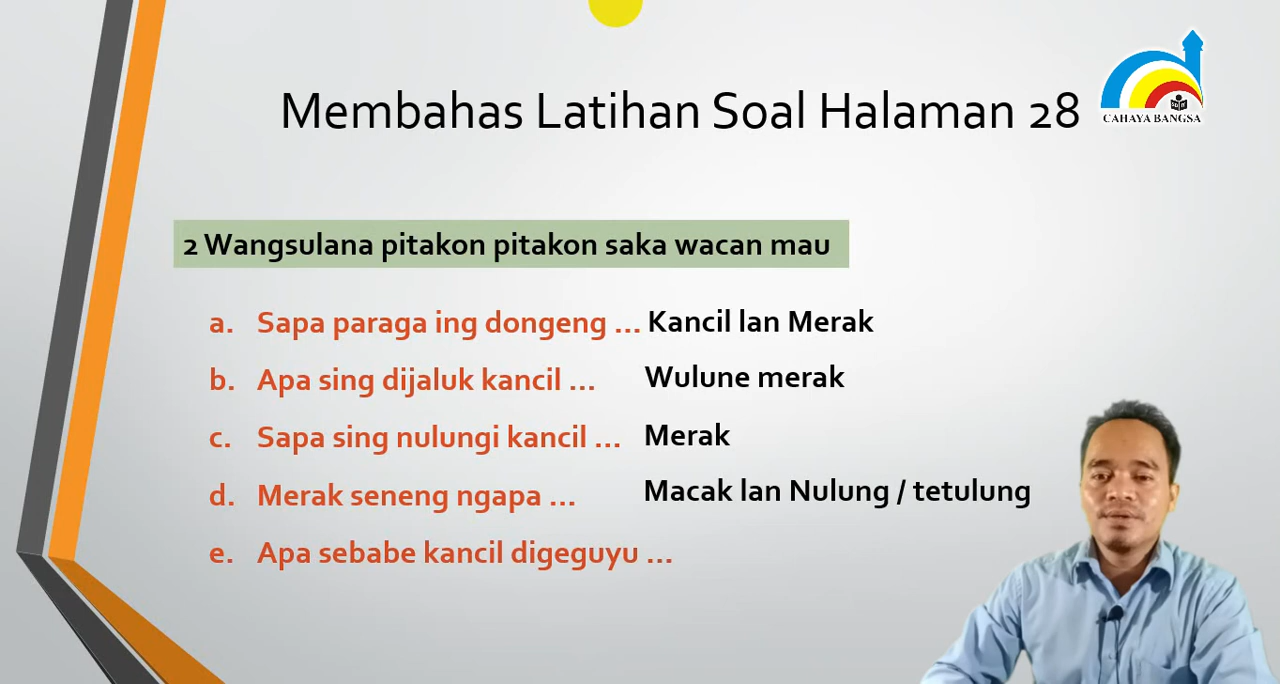 Membahas Latihan Soal Halaman 28
CAHAYA BANGSA
2 Wangsulana pitakon pitakon saka wacan mau
a. Sapa paraga ing dongeng ... Kancil lan Merak
b. Apa sing dijaluk kancil ... Wulune merak
c. Sapa sing nulungi kancil ... Merak
d. Merak seneng ngapa ... Macak lan Nulung / tetulung
e. Apa sebabe kancil digeguyu ...